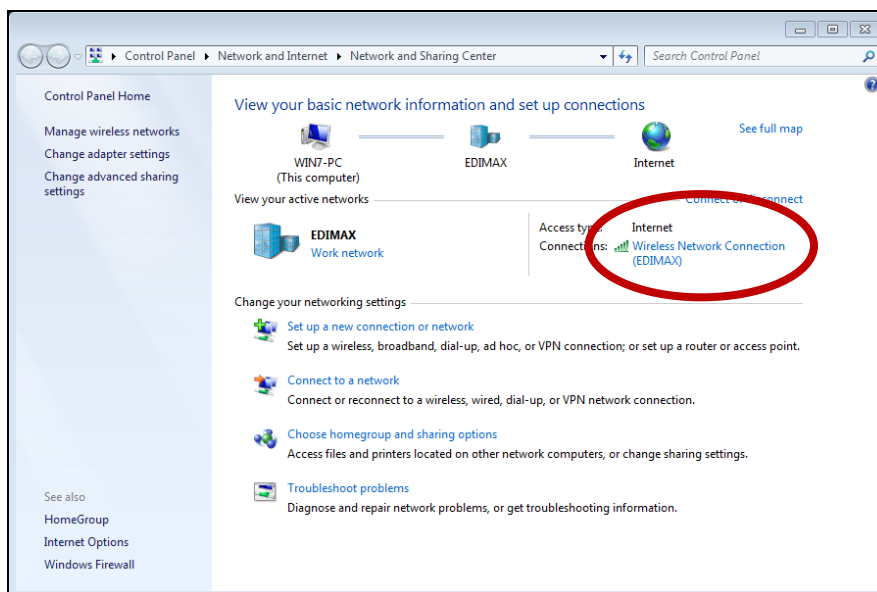 Control Panel Network and Internet Network and Sharing Center Search Control Panel
Control Panel Home
Manage wireless networks
Change adapter settings
Change advanced sharing
settings
See also
HomeGroup
Internet Options
Windows Firewall
View your basic network information and set up connections
See full map
WIN7-PC
(This computer)
EDIMAX
Internet
View your active networks
Connect or disconnect
EDIMAX
Work network
Access type: Internet
Connections: Wireless Network Connection
(EDIMAX)
Change your networking settings
Set up a new connection or network
Set up a wireless, broadband, dial-up, ad hoc, or VPN connection; or set up a router or access point.
Connect to a network
Connect or reconnect to a wireless, wired, dial-up, or VPN network connection.
Choose homegroup and sharing options
Access files and printers located on other network computers, or change sharing settings.
Troubleshoot problems
Diagnose and repair network problems, or get troubleshooting information.